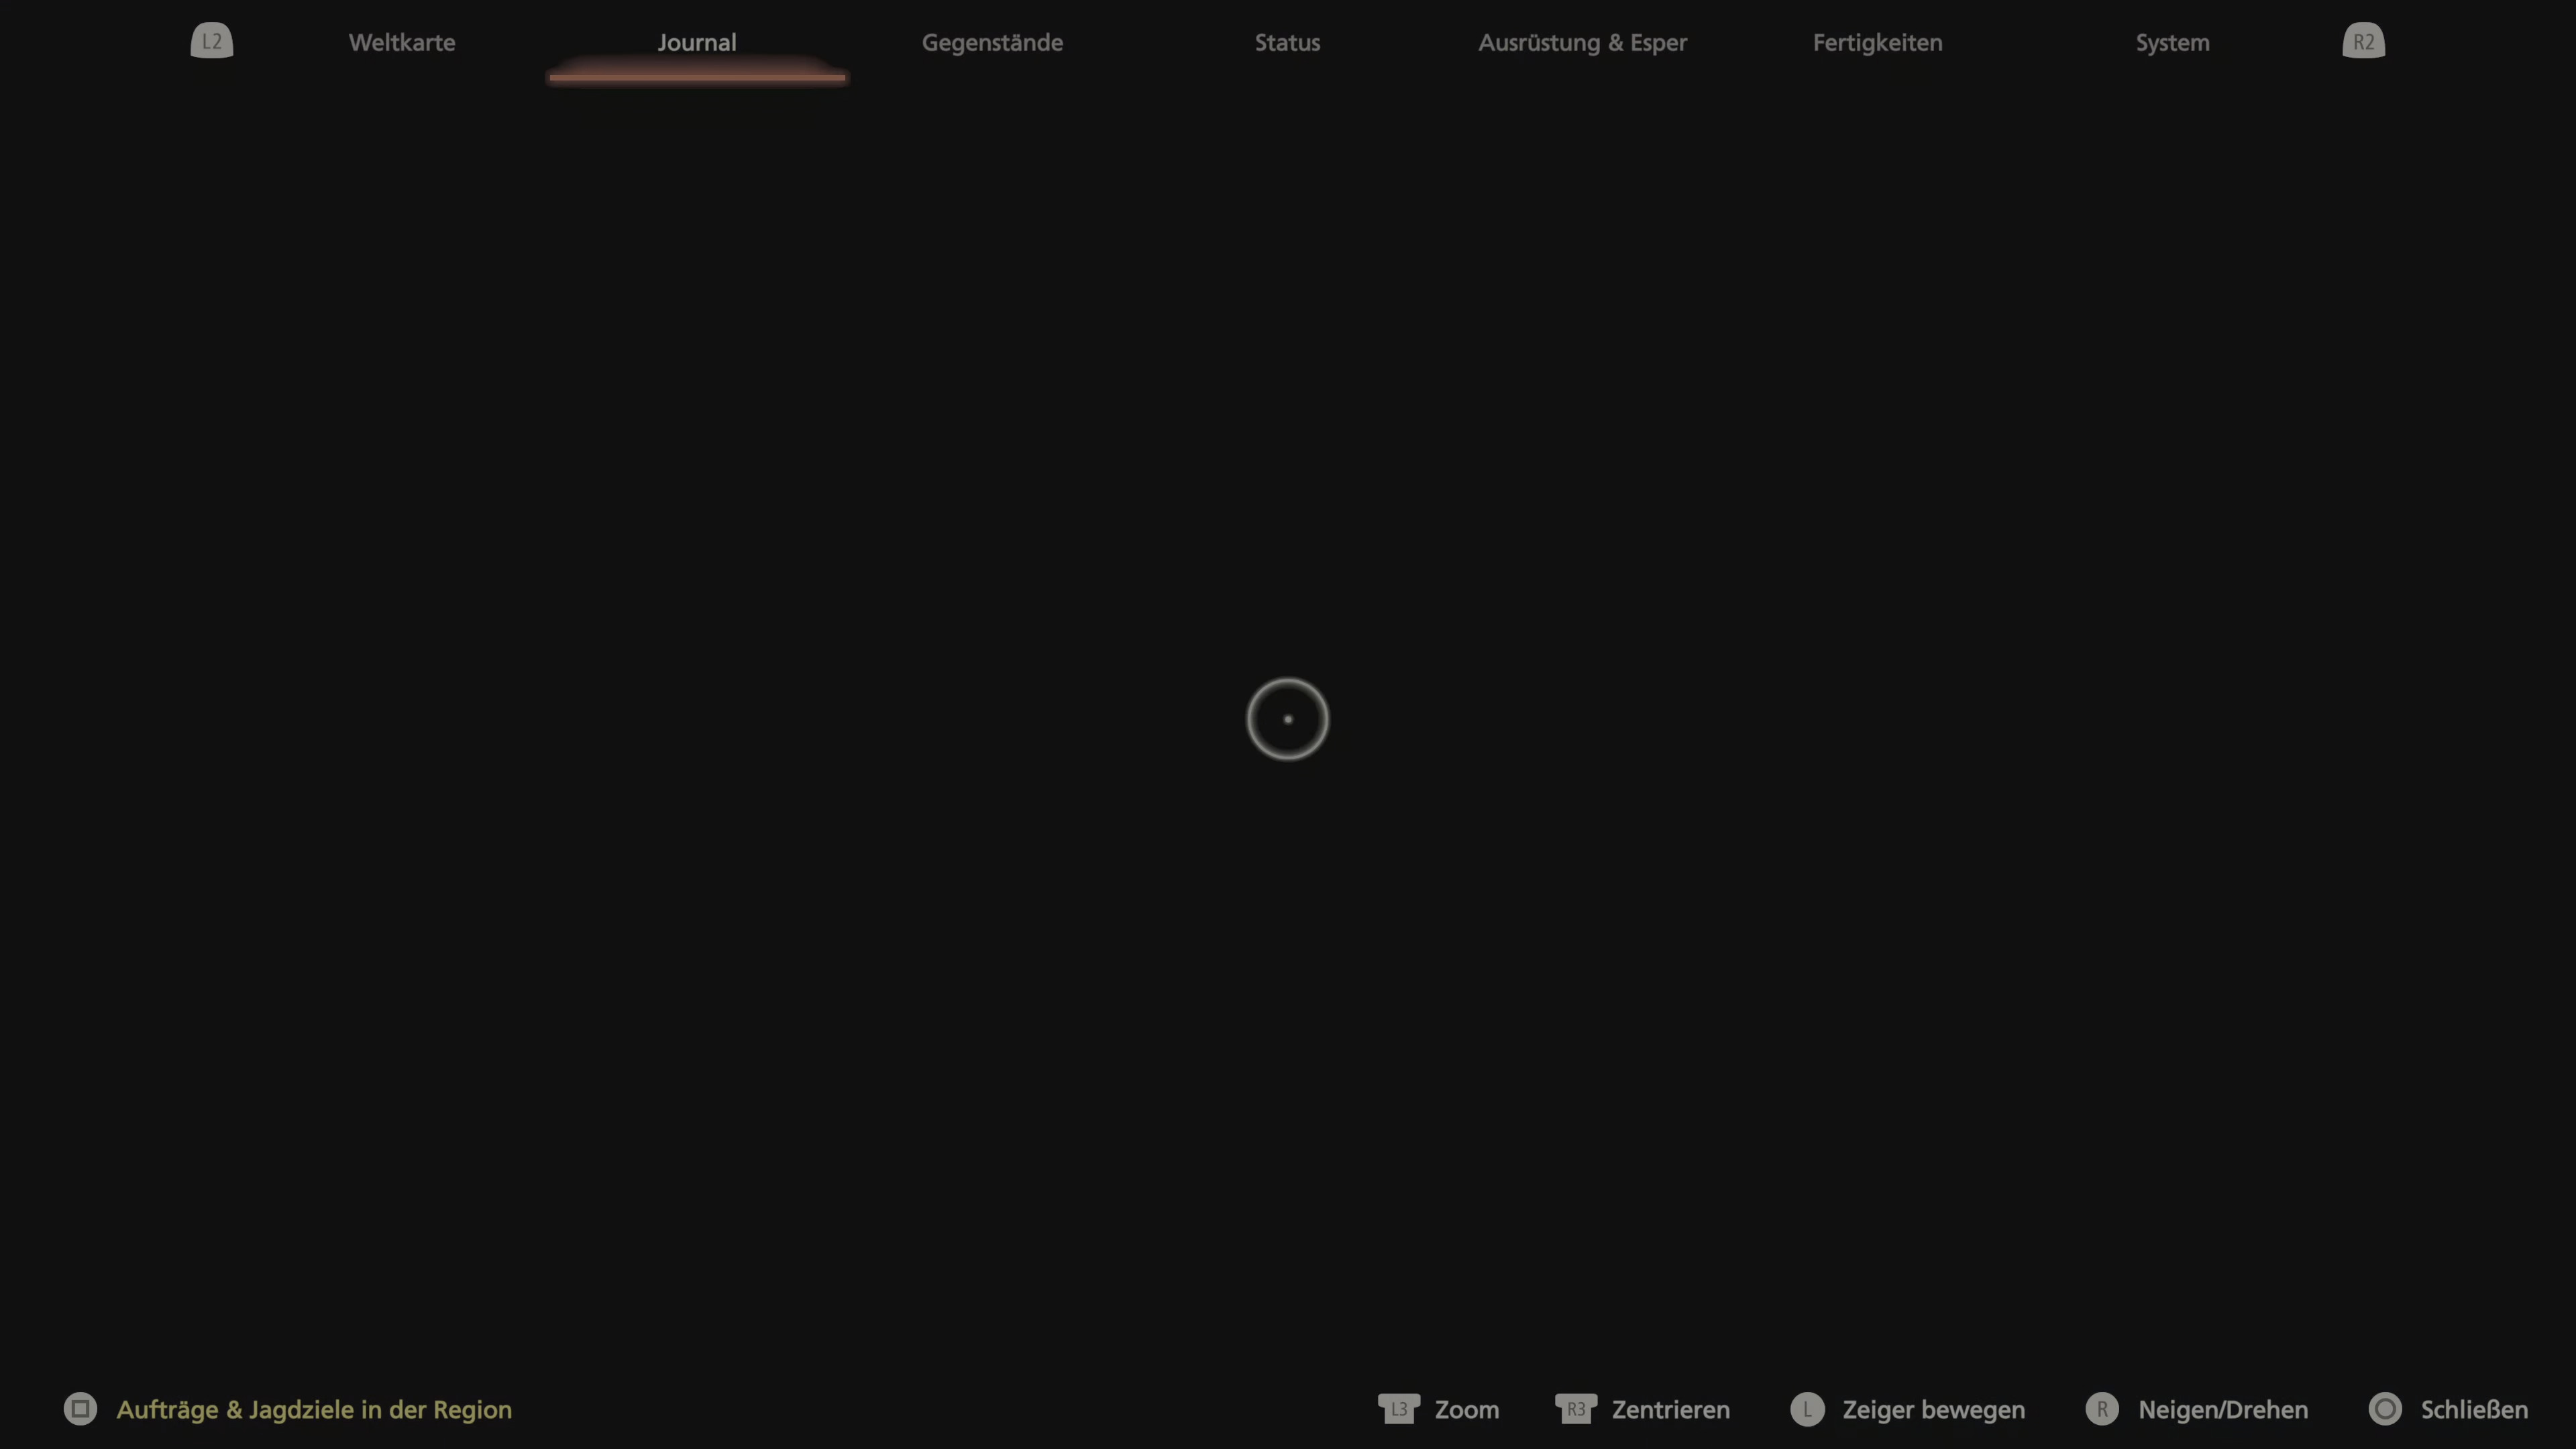 L2 Weltkarte Journal Gegenstände Status Ausrüstung & Esper Fertigkeiten System R2
Aufträge & Jagdziele in der Region L3 Zoom R3 Zentrieren L Zeiger bewegen R Neigen/Drehen Schließen